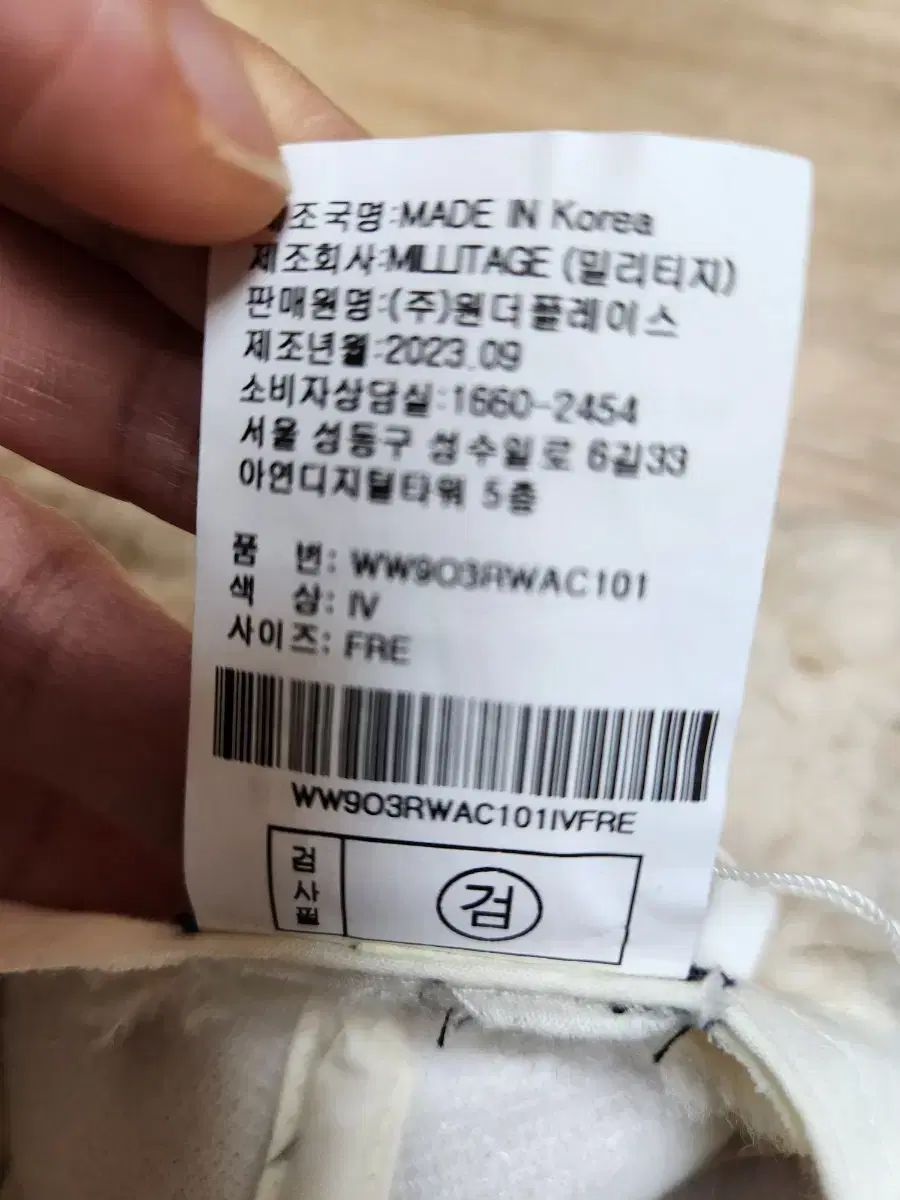 제조국명:MADE IN Korea
제조회사:MILLITAGE (밀리티지)
판매원명:(주)원더플레이스
제조년월:2023.09
소비자상담실:1660-2454
서울 성동구 성수일로 6길33
아연디지털타워 5층
품 번: WW9O3RWAC101
색 상: IV
사이즈: FRE
WW9O3RWAC101IVFRE
검사필
검